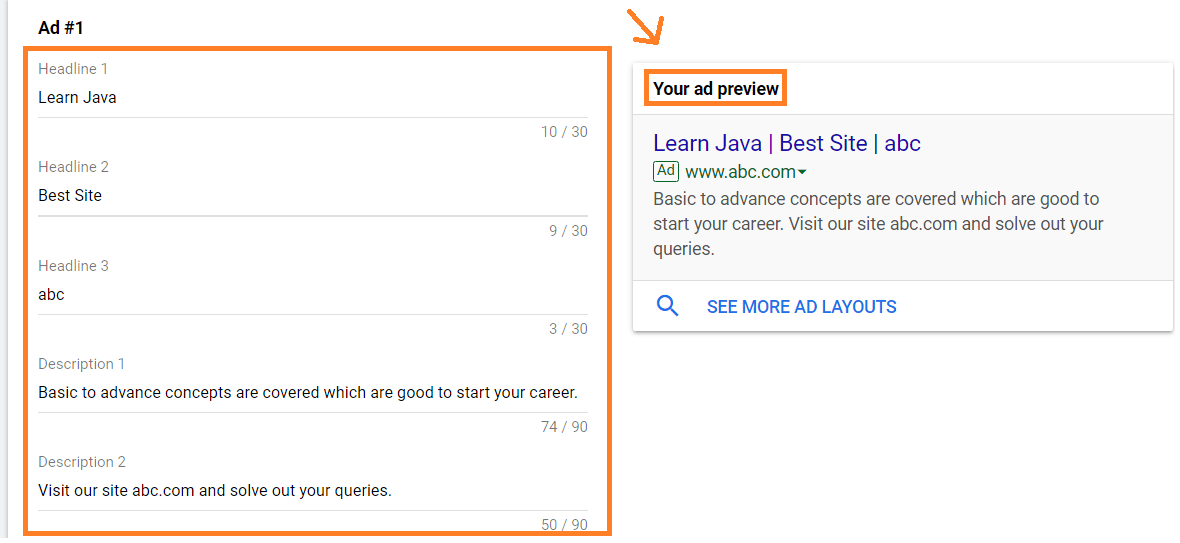 Ad #1
Headline 1
Learn Java
10 / 30
Headline 2
Best Site
9 / 30
Headline 3
abc
3 / 30
Description 1
Basic to advance concepts are covered which are good to start your career.
74 / 90
Description 2
Visit our site abc.com and solve out your queries.
50 / 90
Your ad preview
Learn Java | Best Site | abc
Ad www.abc.com
Basic to advance concepts are covered which are good to
start your career. Visit our site abc.com and solve out your
queries.
SEE MORE AD LAYOUTS